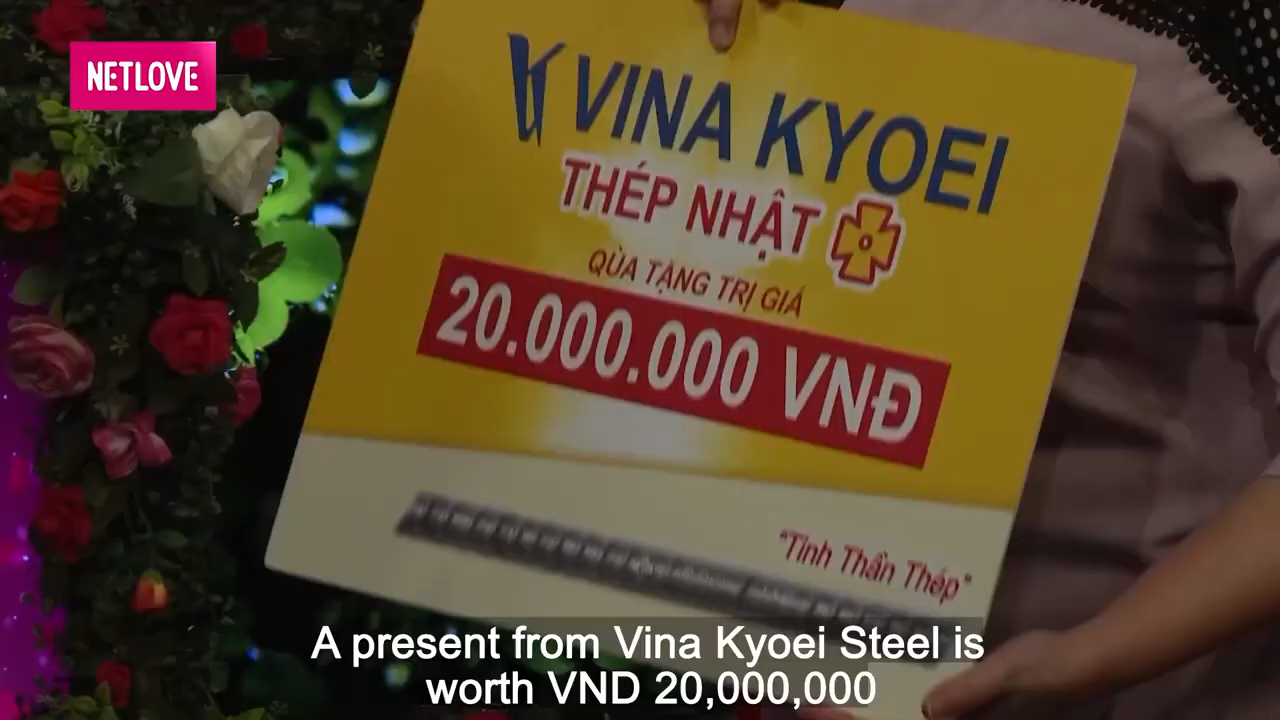 NETLOVE
VINA KYOEI
THÉP NHẬT
QÙA TẶNG TRỊ GIÁ
20.000.000 VNĐ
"Tinh Thần Thép"
A present from Vina Kyoei Steel is
worth VND 20,000,000